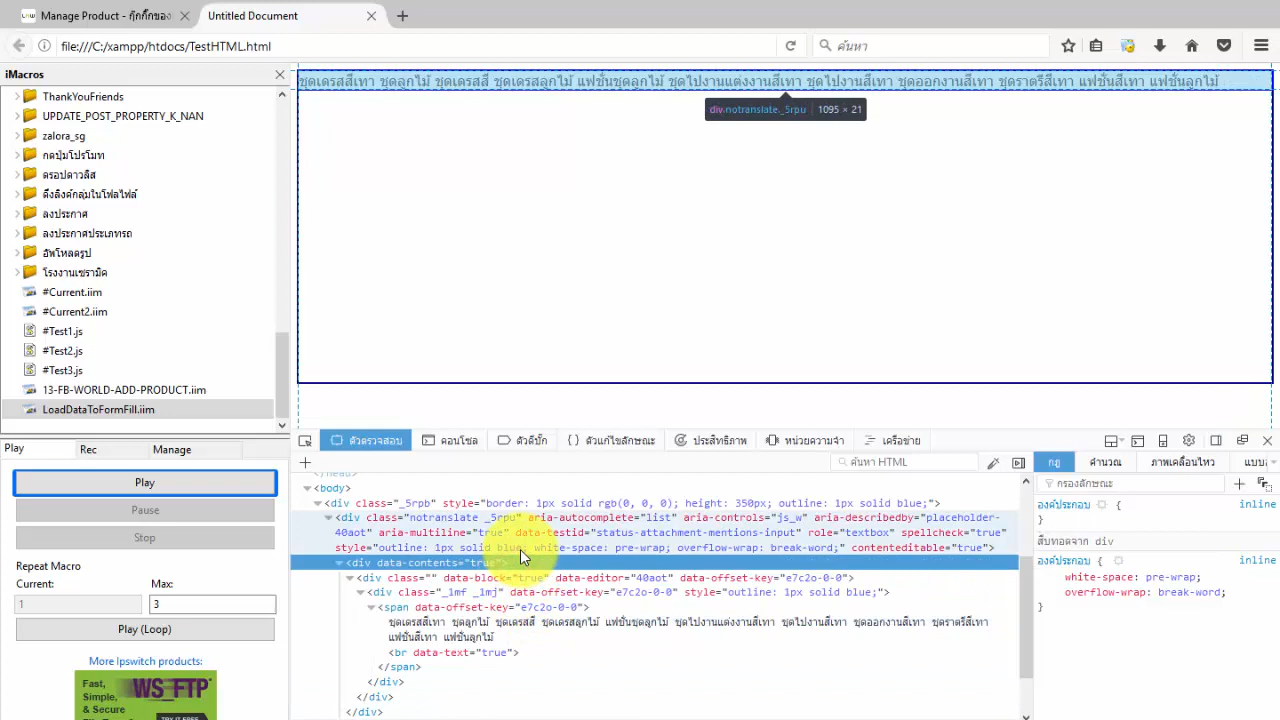 Manage Product - กุ๊กกิ๊กของ
Untitled Document
file:///C:/xampp/htdocs/TestHTML.html
ค้นหา
iMacros
ThankYouFriends
UPDATE_POST_PROPERTY_K_NAN
zalora_sg
กดปุ่มโปรโมท
ดรอปดาวลิส
ดึงลิงค์กลุ่มในโฟลไฟล์
ลงประกาศ
ลงประกาศประเภทรถ
อัพโหลดรูป
โรงงานเซรามิค
#Current.iim
#Current2.iim
#Test1.js
#Test2.js
#Test3.js
13-FB-WORLD-ADD-PRODUCT.iim
LoadDataToFormFill.iim
Play Rec Manage
Play
Pause
Stop
Repeat Macro
Current: Max:
1 3
Play (Loop)
More Ipswitch products:
Fast,
Simple,
& Secure
WS_FTP
ชุดเดรสสีเทา ชุดลูกไม้ ชุดเดรสสี ชุดเดรสลูกไม้ แฟชั่นชุดลูกไม้ ชุดไปงานแต่งงานสีเทา ชุดไปงานสีเทา ชุดออกงานสีเทา ชุดราตรีสีเทา แฟชั่นสีเทา แฟชั่นลูกไม้
div.notranslate._5rpu | 1095 × 21
ตัวตรวจสอบ คอนโซล ตัวดีบั๊ก ตัวแก้ไขลักษณะ ประสิทธิภาพ หน่วยความจำ เครือข่าย
ค้นหา HTML
</head>
<body>
<div class="_5rpb" style="border: 1px solid rgb(0, 0, 0); height: 350px; outline: 1px solid blue;">
<div class="notranslate _5rpu" aria-autocomplete="list" aria-controls="js_w" aria-describedby="placeholder-
40aot" aria-multiline="true" data-testid="status-attachment-mentions-input" role="textbox" spellcheck="true"
style="outline: 1px solid blue; white-space: pre-wrap; overflow-wrap: break-word;" contenteditable="true">
<div data-contents="true">
<div class="" data-block="true" data-editor="40aot" data-offset-key="e7c2o-0-0">
<div class="_1mf _1mj" data-offset-key="e7c2o-0-0" style="outline: 1px solid blue;">
<span data-offset-key="e7c2o-0-0">
ชุดเดรสสีเทา ชุดลูกไม้ ชุดเดรสสี ชุดเดรสลูกไม้ แฟชั่นชุดลูกไม้ ชุดไปงานแต่งงานสีเทา ชุดไปงานสีเทา ชุดออกงานสีเทา ชุดราตรีสีเทา
แฟชั่นสีเทา แฟชั่นลูกไม้
<br data-text="true">
</span>
</div>
</div>
</div>
กฎ คำนวณ ภาพเคลื่อนไหว แบบ
กรองลักษณะ
องค์ประกอบ { inline
}
สืบทอดจาก div
องค์ประกอบ { inline
white-space: pre-wrap;
overflow-wrap: break-word;
}